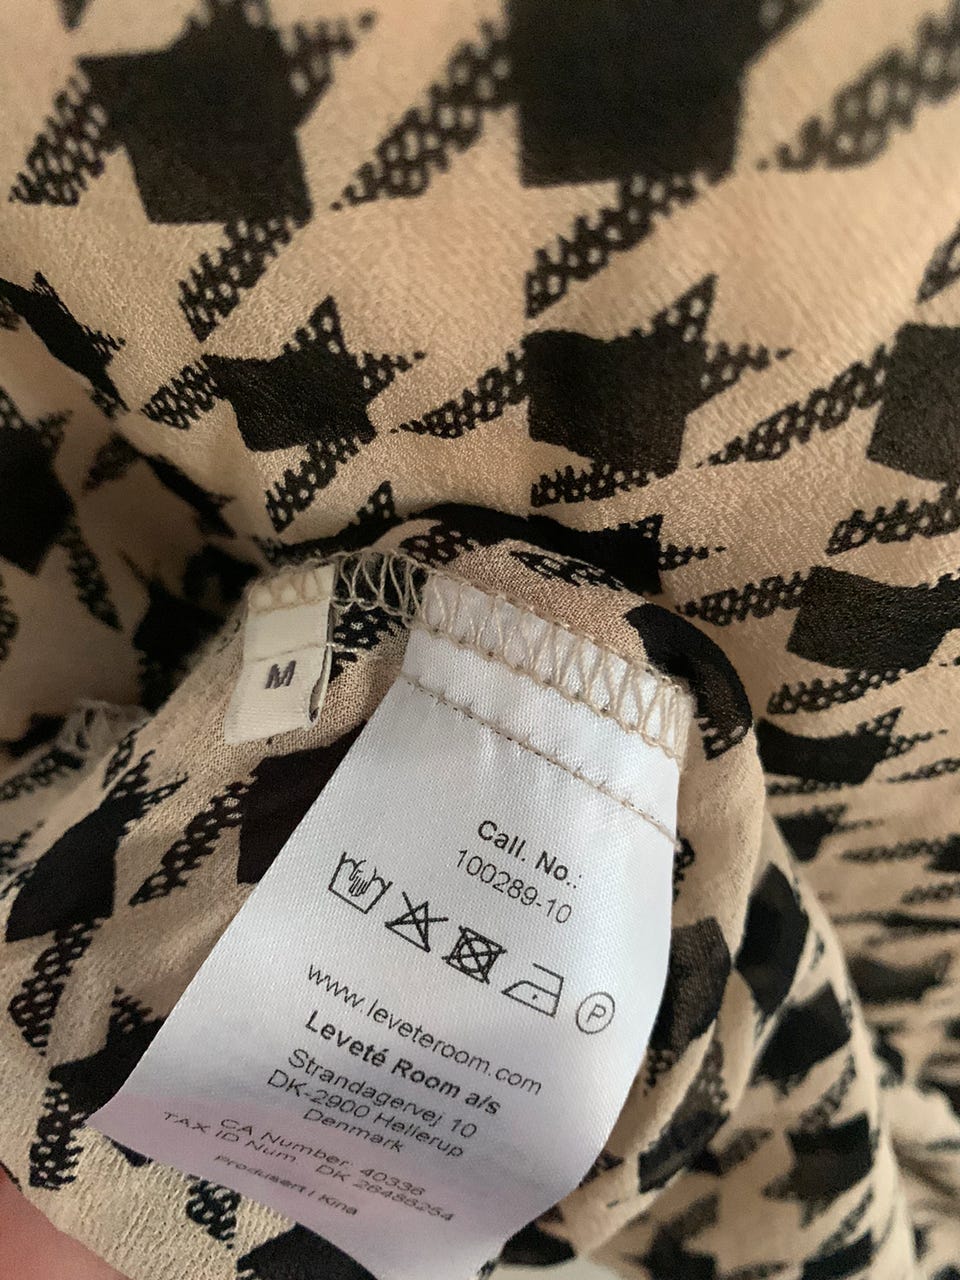 M
Call. No.:
100289-10
P
www.leveteroom.com
Leveté Room a/s
Strandagervej 10
DK-2900 Hellerup
Denmark
CA Number: 40336
TAX ID Num DK 26486254
Produsert i Kina